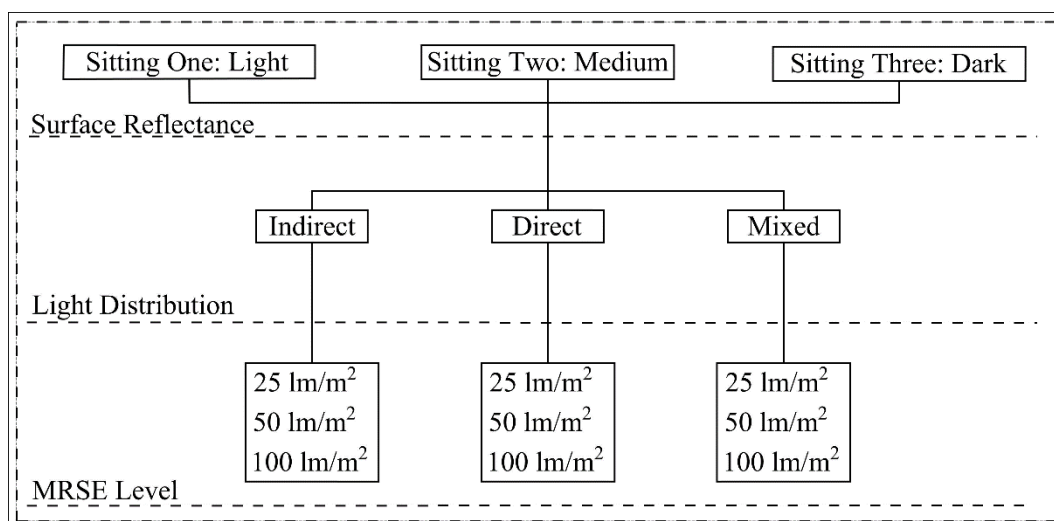 Sitting One: Light
Sitting Two: Medium
Sitting Three: Dark
Surface Reflectance
Indirect
Direct
Mixed
Light Distribution
25 lm/m²
50 lm/m²
100 lm/m²
25 lm/m²
50 lm/m²
100 lm/m²
25 lm/m²
50 lm/m²
100 lm/m²
MRSE Level